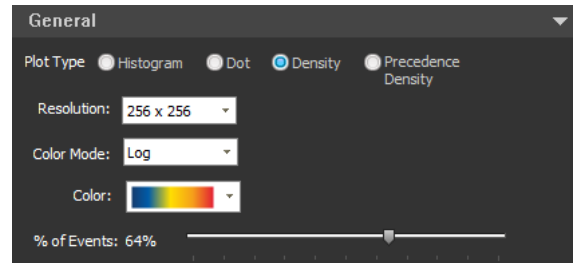 General
Plot Type Histogram Dot Density Precedence
Density
Resolution: 256 x 256
Color Mode: Log
Color:
% of Events: 64%